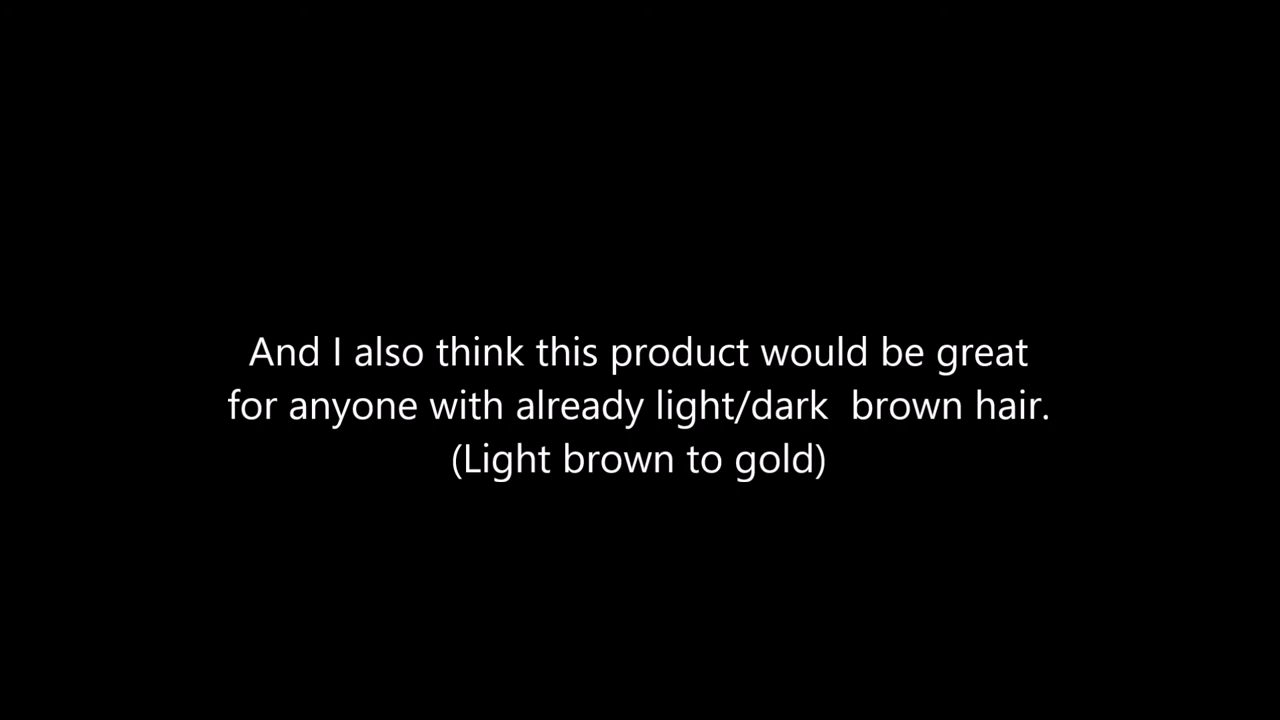 And I also think this product would be great
for anyone with already light/dark  brown hair.
(Light brown to gold)